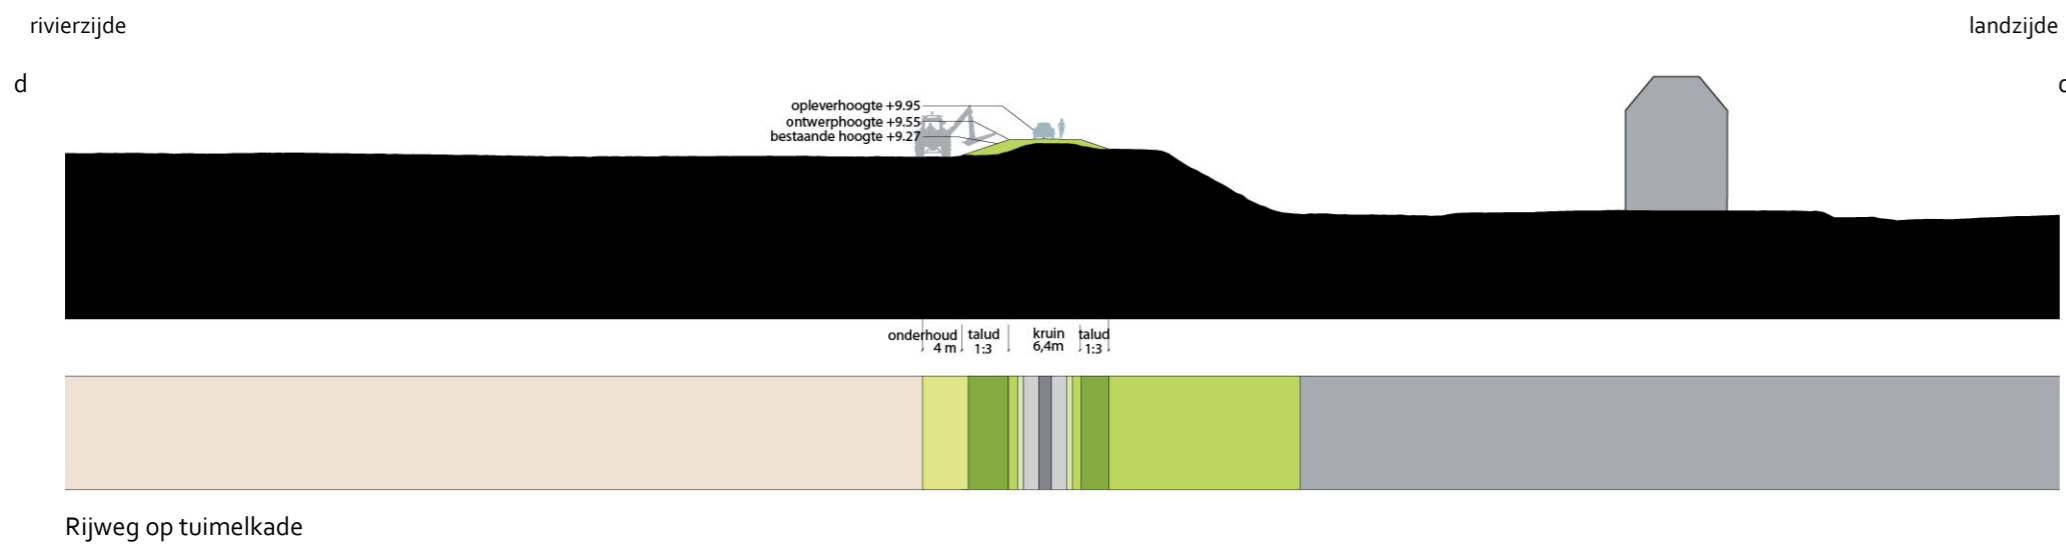 rivierzijde
landzijde
d
opleverhoogte +9.95
ontwerphoogte +9.55
bestaande hoogte +9.27
onderhoud talud kruin talud
4 m 1:3 6,4m 1:3
Rijweg op tuimelkade